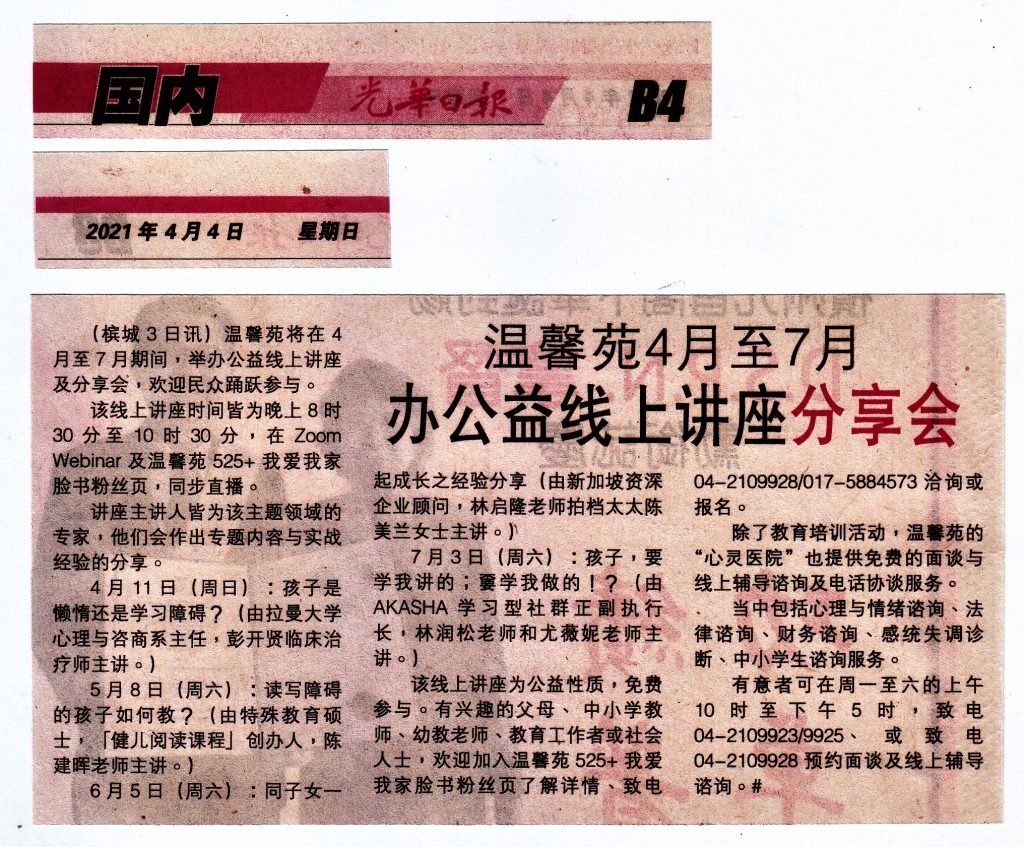 国内
光華日報
B4
2021年4月4日 星期日
温馨苑4月至7月
办公益线上讲座分享会
（槟城3日讯）温馨苑将在4
月至7月期间，举办公益线上讲座
及分享会，欢迎民众踊跃参与。
该线上讲座时间皆为晚上8时
30分至10时30分，在Zoom
Webinar及温馨苑525+我爱我家
脸书粉丝页，同步直播。
讲座主讲人皆为该主题领域的
专家，他们会作出专题内容与实战
经验的分享。
4月11日（周日）：孩子是
懒惰还是学习障碍？（由拉曼大学
心理与咨商系主任，彭开贤临床治
疗师主讲。）
5月8日（周六）：读写障碍
的孩子如何教？（由特殊教育硕
士，「健儿阅读课程」创办人，陈
建晖老师主讲。）
6月5日（周六）：同子女一
起成长之经验分享（由新加坡资深
企业顾问，林启隆老师拍档太太陈
美兰女士主讲。）
7月3日（周六）：孩子，要
学我讲的；要学我做的！？（由
AKASHA学习型社群正副执行
长，林润松老师和尤薇妮老师主
讲。）
该线上讲座为公益性质，免费
参与。有兴趣的父母、中小学教
师、幼教老师、教育工作者或社会
人士，欢迎加入温馨苑525+我爱
我家脸书粉丝页了解详情、致电
04-2109928/017-5884573洽询或
报名。
除了教育培训活动，温馨苑的
“心灵医院”也提供免费的面谈与
线上辅导谘询及电话协谈服务。
当中包括心理与情绪谘询、法
律谘询、财务谘询、感统失调诊
断、中小学生谘询服务。
有意者可在周一至六的上午
10时至下午5时，致电
04-2109923/9925、或致电
04-2109928预约面谈及线上辅导
谘询。#